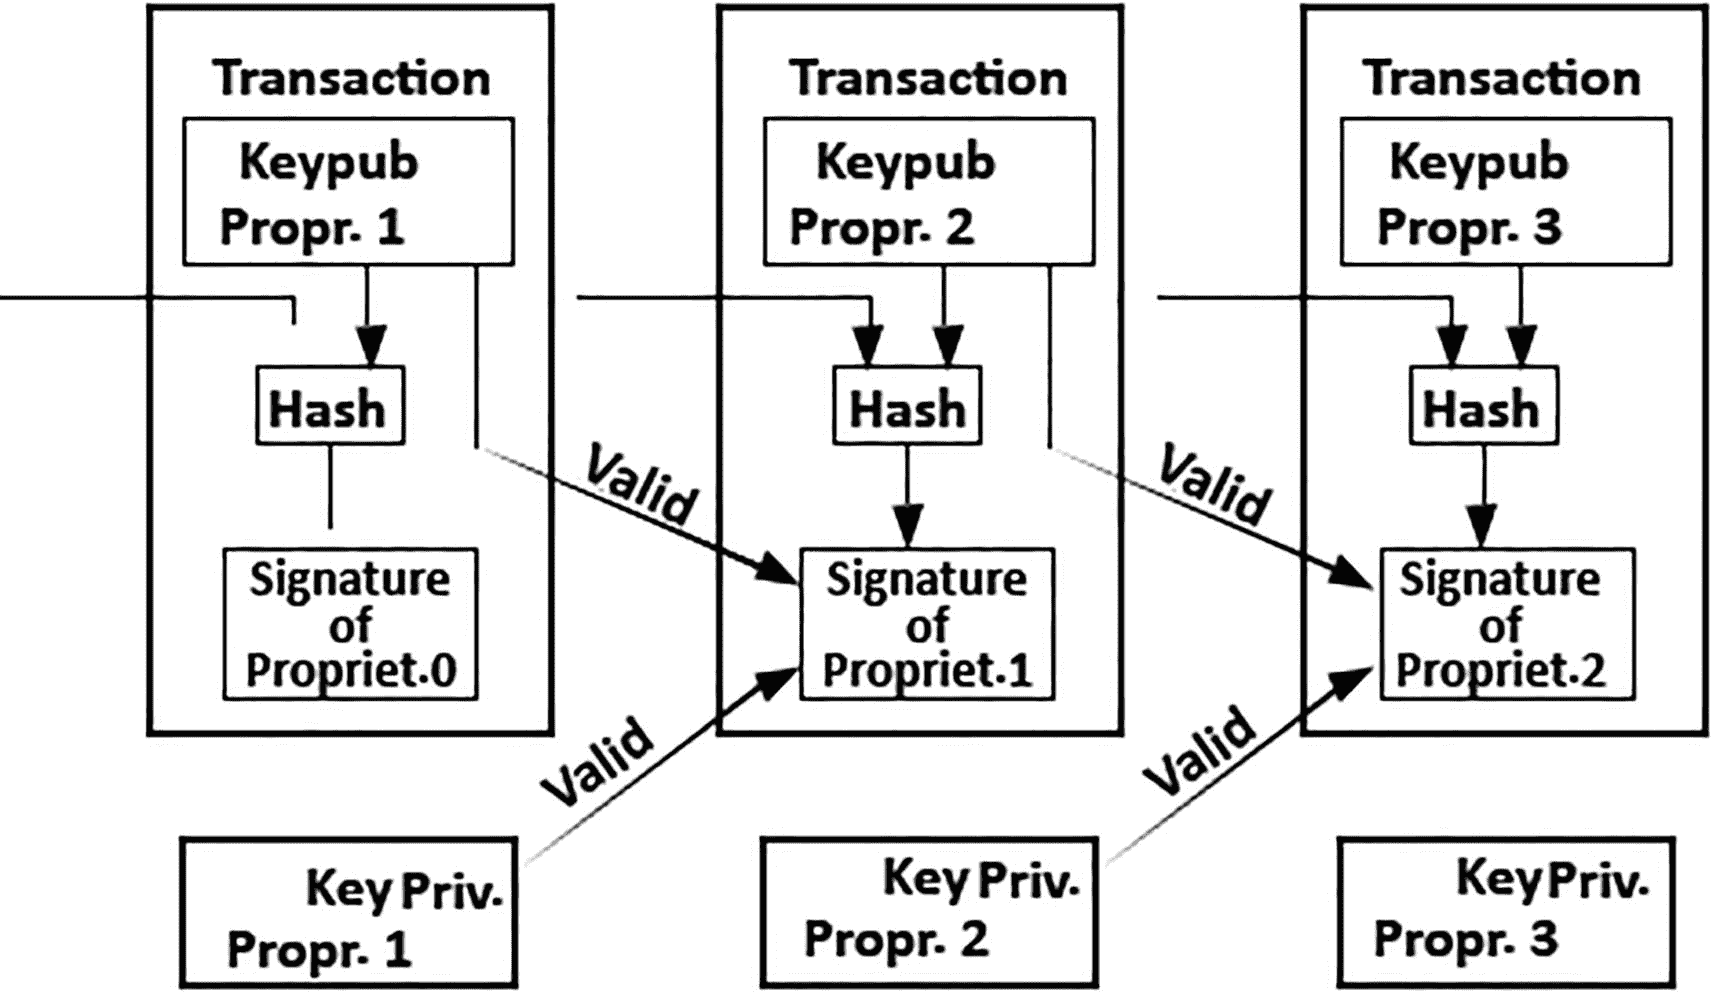 Transaction
Keypub
Propr. 1
Hash
Signature
of
Propriet.0
Valid
Valid
Key Priv.
Propr. 1
Transaction
Keypub
Propr. 2
Hash
Signature
of
Propriet.1
Valid
Valid
Key Priv.
Propr. 2
Transaction
Keypub
Propr. 3
Hash
Signature
of
Propriet.2
Key Priv.
Propr. 3